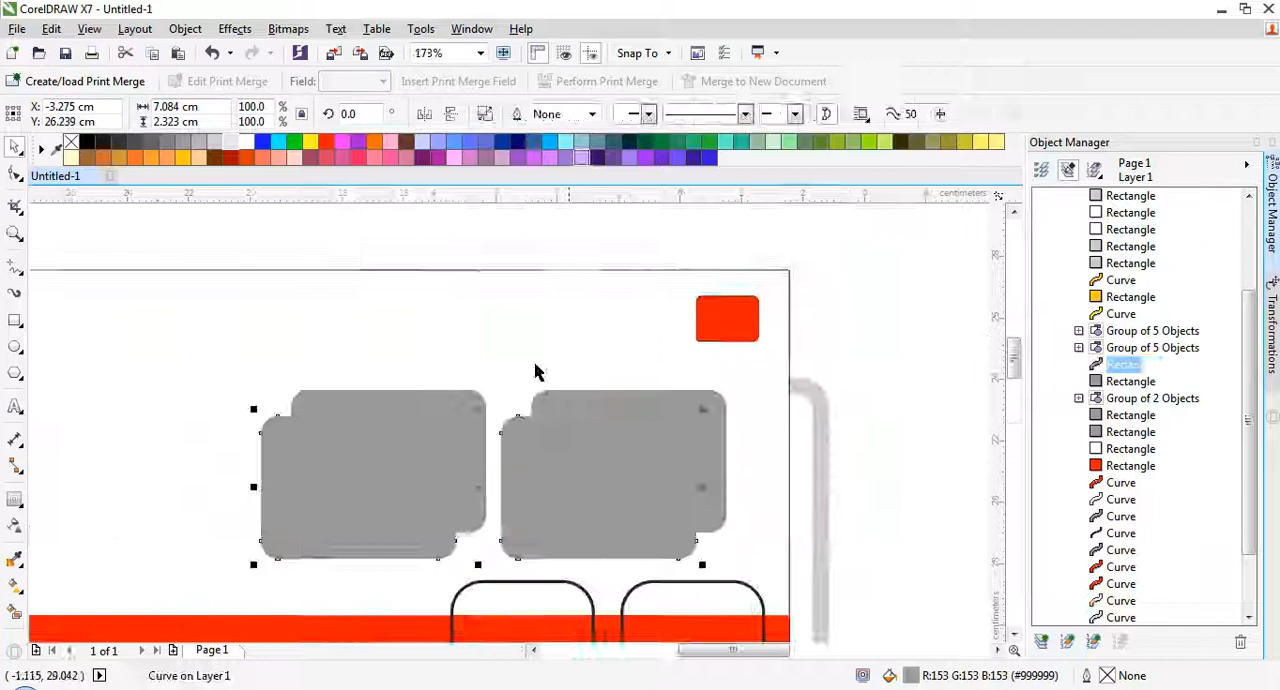 CorelDRAW X7 - Untitled-1
File Edit View Layout Object Effects Bitmaps Text Table Tools Window Help
173% Snap To
Create/load Print Merge Edit Print Merge Field: Insert Print Merge Field Perform Print Merge Merge to New Document
X: -3.275 cm 7.084 cm 100.0 % 0.0 ° None 50
Y: 26.239 cm 2.323 cm 100.0 %
Object Manager
Page 1
Layer1
Untitled-1
centimeters
Rectangle
Rectangle
Rectangle
Rectangle
Rectangle
Curve
Rectangle
Curve
Group of 5 Objects
Group of 5 Objects
Rectangle
Group of 2 Objects
Rectangle
Rectangle
Rectangle
Rectangle
Curve
Curve
Curve
Curve
Curve
Curve
Curve
Curve
Curve
Object Manager
Transformations
centimeters
1 of 1 Page 1
(-1.115, 29.042) Curve on Layer1 R:153 G:153 B:153 (#999999) None